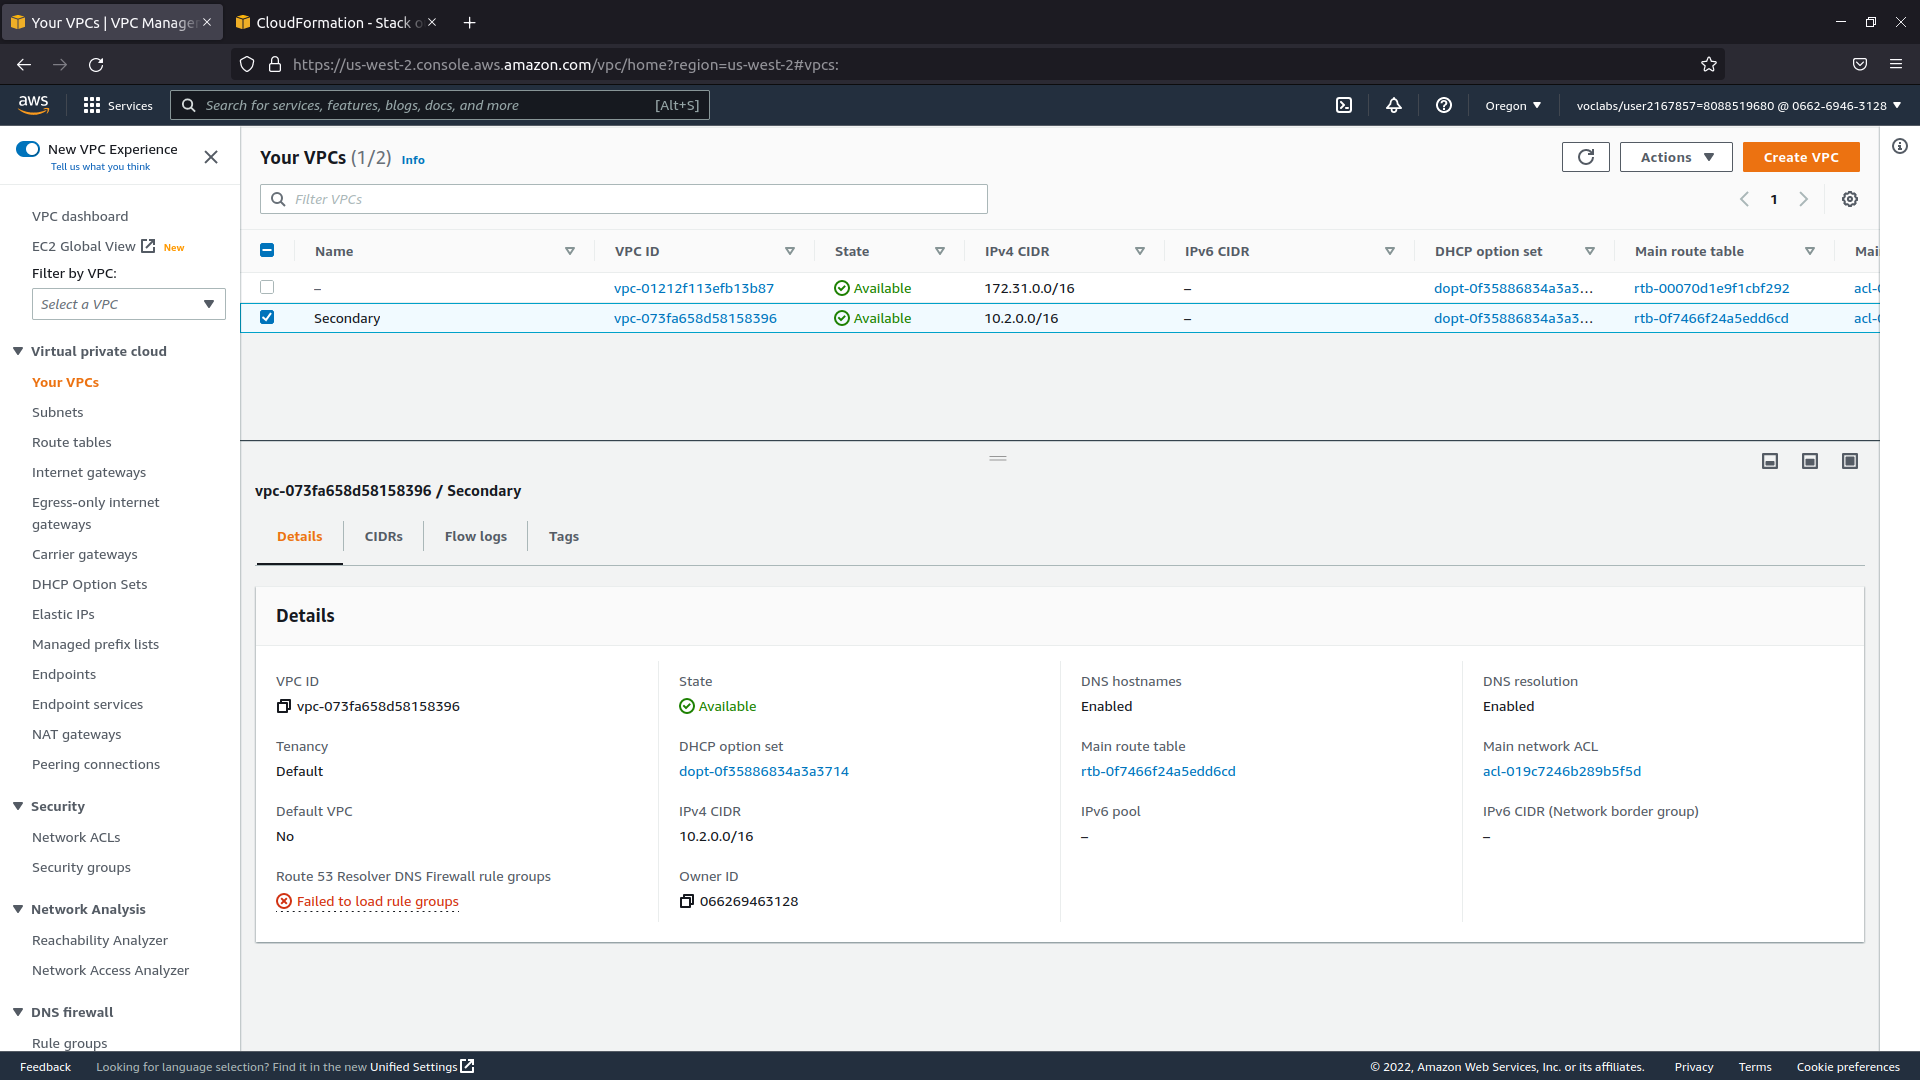 Your VPCs | VPC Manager
CloudFormation - Stack o
https://us-west-2.console.aws.amazon.com/vpc/home?region=us-west-2#vpcs:
aws
Services
Search for services, features, blogs, docs, and more
[Alt+S]
Oregon
voclabs/user2167857=8088519680 @ 0662-6946-3128
New VPC Experience
Tell us what you think
VPC dashboard
EC2 Global View New
Filter by VPC:
Select a VPC
Virtual private cloud
Your VPCs
Subnets
Route tables
Internet gateways
Egress-only internet
gateways
Carrier gateways
DHCP Option Sets
Elastic IPs
Managed prefix lists
Endpoints
Endpoint services
NAT gateways
Peering connections
Security
Network ACLs
Security groups
Network Analysis
Reachability Analyzer
Network Access Analyzer
DNS firewall
Rule groups
Your VPCs (1/2) Info
Actions
Create VPC
Filter VPCs
1
Name VPC ID State IPv4 CIDR IPv6 CIDR DHCP option set Main route table Mai
– vpc-01212f113efb13b87 Available 172.31.0.0/16 – dopt-0f35886834a3a3... rtb-00070d1e9f1cbf292 acl-0
Secondary vpc-073fa658d58158396 Available 10.2.0.0/16 – dopt-0f35886834a3a3... rtb-0f7466f24a5edd6cd acl-0
vpc-073fa658d58158396 / Secondary
Details CIDRs Flow logs Tags
Details
VPC ID
vpc-073fa658d58158396
State
Available
DNS hostnames
Enabled
DNS resolution
Enabled
Tenancy
Default
DHCP option set
dopt-0f35886834a3a3714
Main route table
rtb-0f7466f24a5edd6cd
Main network ACL
acl-019c7246b289b5f5d
Default VPC
No
IPv4 CIDR
10.2.0.0/16
IPv6 pool
–
IPv6 CIDR (Network border group)
–
Route 53 Resolver DNS Firewall rule groups
Failed to load rule groups
Owner ID
066269463128
Feedback
Looking for language selection? Find it in the new Unified Settings
© 2022, Amazon Web Services, Inc. or its affiliates.
Privacy
Terms
Cookie preferences